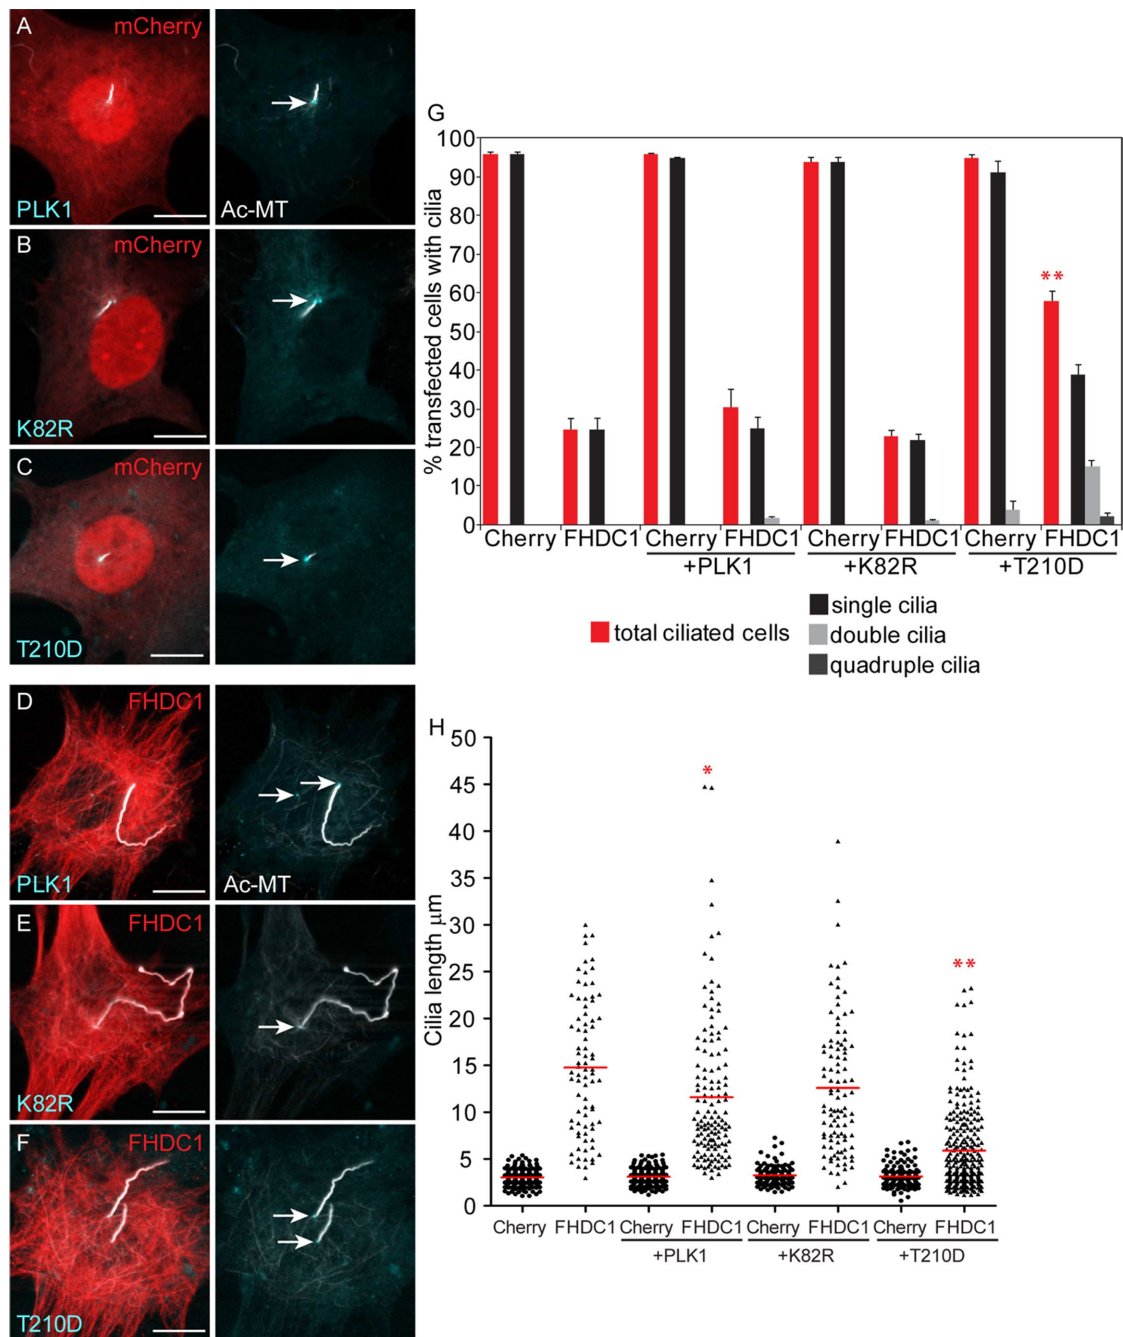 A
mCherry
PLK1
Ac-MT
B
mCherry
K82R
C
mCherry
T210D
D
FHDC1
PLK1
Ac-MT
E
FHDC1
K82R
F
FHDC1
T210D
G
% transfected cells with cilia
100
90
80
70
60
50
40
30
20
10
0
**
Cherry FHDC1 Cherry FHDC1 Cherry FHDC1 Cherry FHDC1
+PLK1 +K82R +T210D
total ciliated cells
single cilia
double cilia
quadruple cilia
H
Cilia length μm
50
45
40
35
30
25
20
15
10
5
0
*
**
Cherry FHDC1 Cherry FHDC1 Cherry FHDC1 Cherry FHDC1
+PLK1 +K82R +T210D